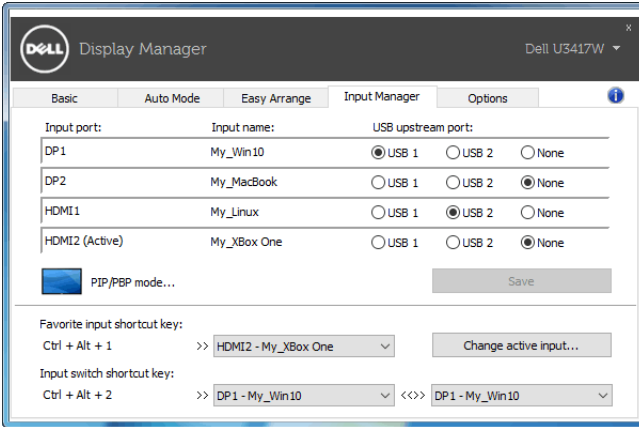 x
DELL Display Manager Dell U3417W
Basic Auto Mode Easy Arrange Input Manager Options i
Input port: Input name: USB upstream port:
DP1 My_Win10 USB 1 USB 2 None
DP2 My_MacBook USB 1 USB 2 None
HDMI1 My_Linux USB 1 USB 2 None
HDMI2 (Active) My_XBox One USB 1 USB 2 None
PIP/PBP mode... Save
Favorite input shortcut key:
Ctrl + Alt + 1 >> HDMI2 - My_XBox One Change active input...
Input switch shortcut key:
Ctrl + Alt + 2 >> DP1 - My_Win10 <<>> DP1 - My_Win10